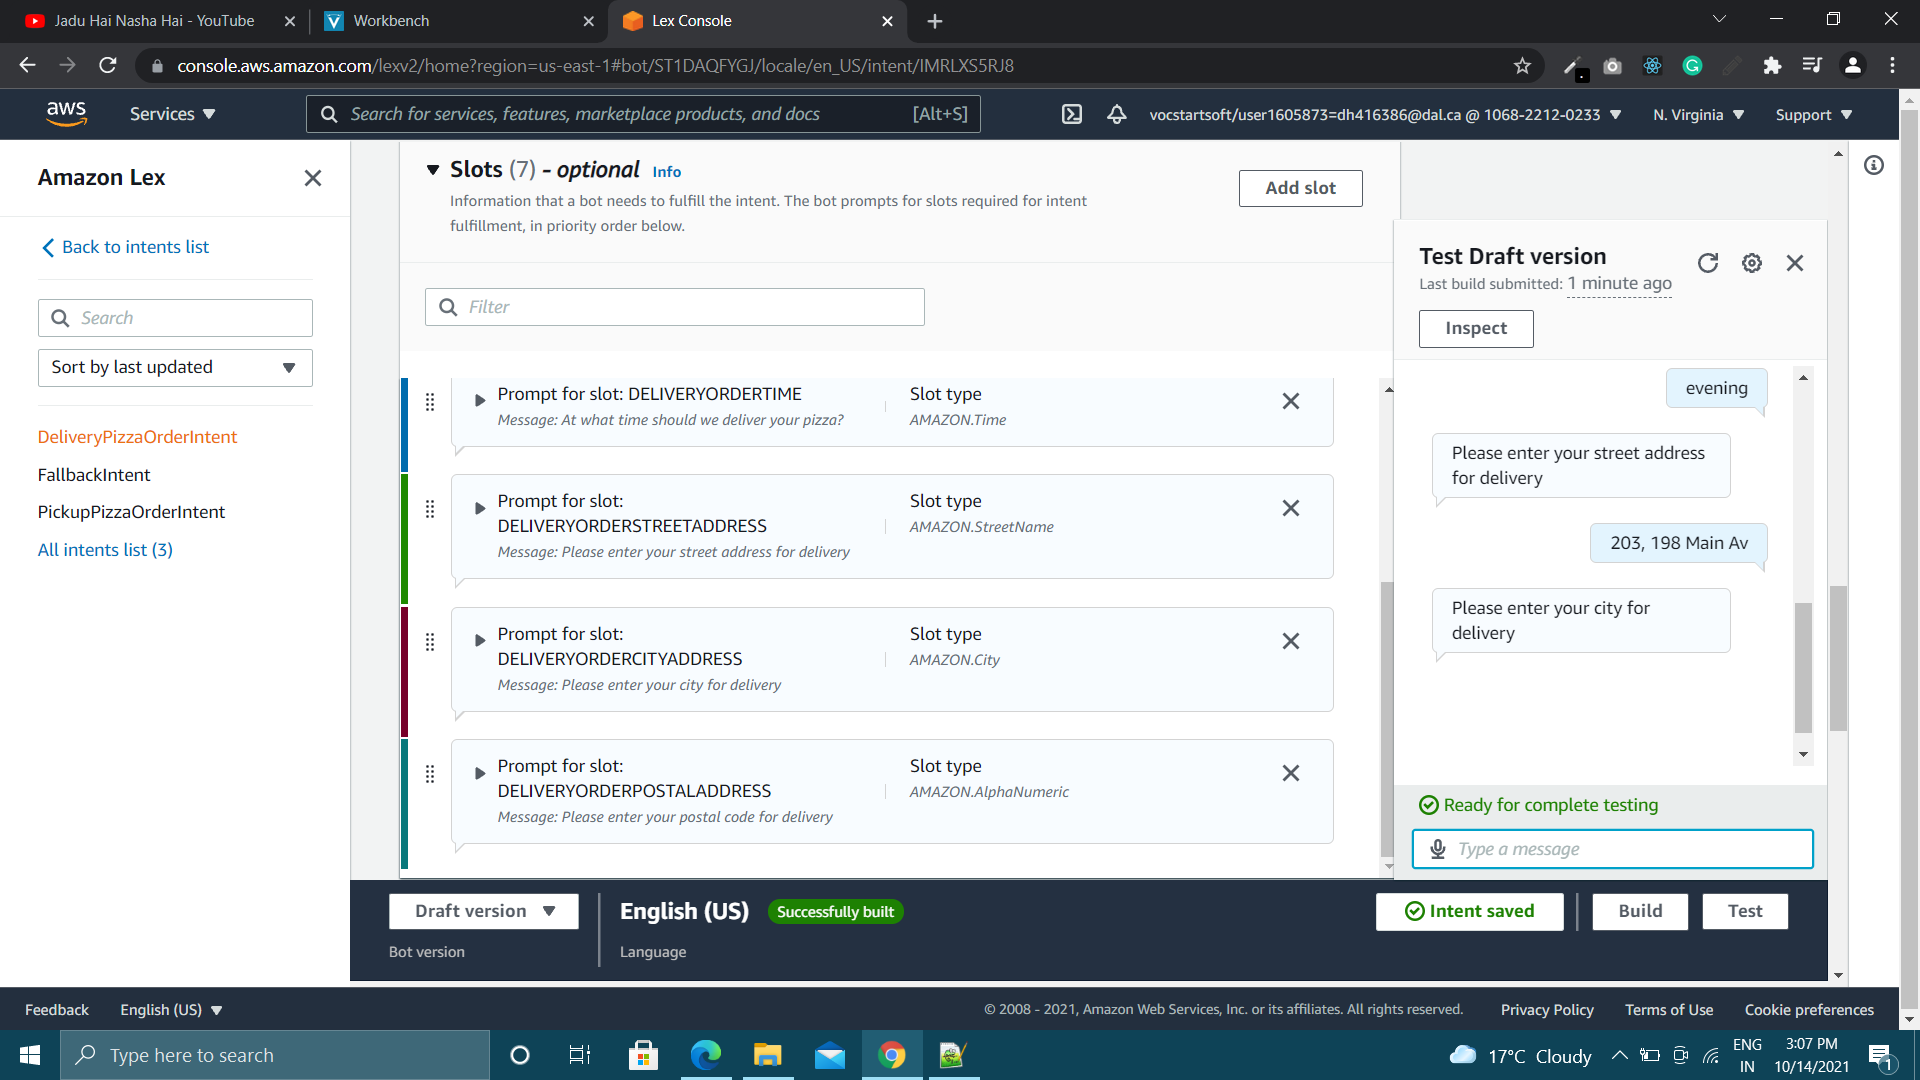 Jadu Hai Nasha Hai - YouTube
Workbench
Lex Console
console.aws.amazon.com/lexv2/home?region=us-east-1#bot/ST1DAQFYGJ/locale/en_US/intent/IMRLXS5RJ8
aws
Services
Search for services, features, marketplace products, and docs
[Alt+S]
vocstartsoft/user1605873=dh416386@dal.ca @ 1068-2212-0233
N. Virginia
Support
Amazon Lex
Back to intents list
Search
Sort by last updated
DeliveryPizzaOrderIntent
FallbackIntent
PickupPizzaOrderIntent
All intents list (3)
Slots (7) - optional Info
Information that a bot needs to fulfill the intent. The bot prompts for slots required for intent
fulfillment, in priority order below.
Add slot
Filter
Prompt for slot: DELIVERYORDERTIME
Message: At what time should we deliver your pizza?
Slot type
AMAZON.Time
Prompt for slot:
DELIVERYORDERSTREETADDRESS
Message: Please enter your street address for delivery
Slot type
AMAZON.StreetName
Prompt for slot:
DELIVERYORDERCITYADDRESS
Message: Please enter your city for delivery
Slot type
AMAZON.City
Prompt for slot:
DELIVERYORDERPOSTALADDRESS
Message: Please enter your postal code for delivery
Slot type
AMAZON.AlphaNumeric
Test Draft version
Last build submitted: 1 minute ago
Inspect
evening
Please enter your street address
for delivery
203, 198 Main Av
Please enter your city for
delivery
Ready for complete testing
Type a message
Draft version
Bot version
English (US)
Successfully built
Language
Intent saved
Build
Test
Feedback
English (US)
© 2008 - 2021, Amazon Web Services, Inc. or its affiliates. All rights reserved.
Privacy Policy
Terms of Use
Cookie preferences
Type here to search
17°C Cloudy
ENG
IN
3:07 PM
10/14/2021
1